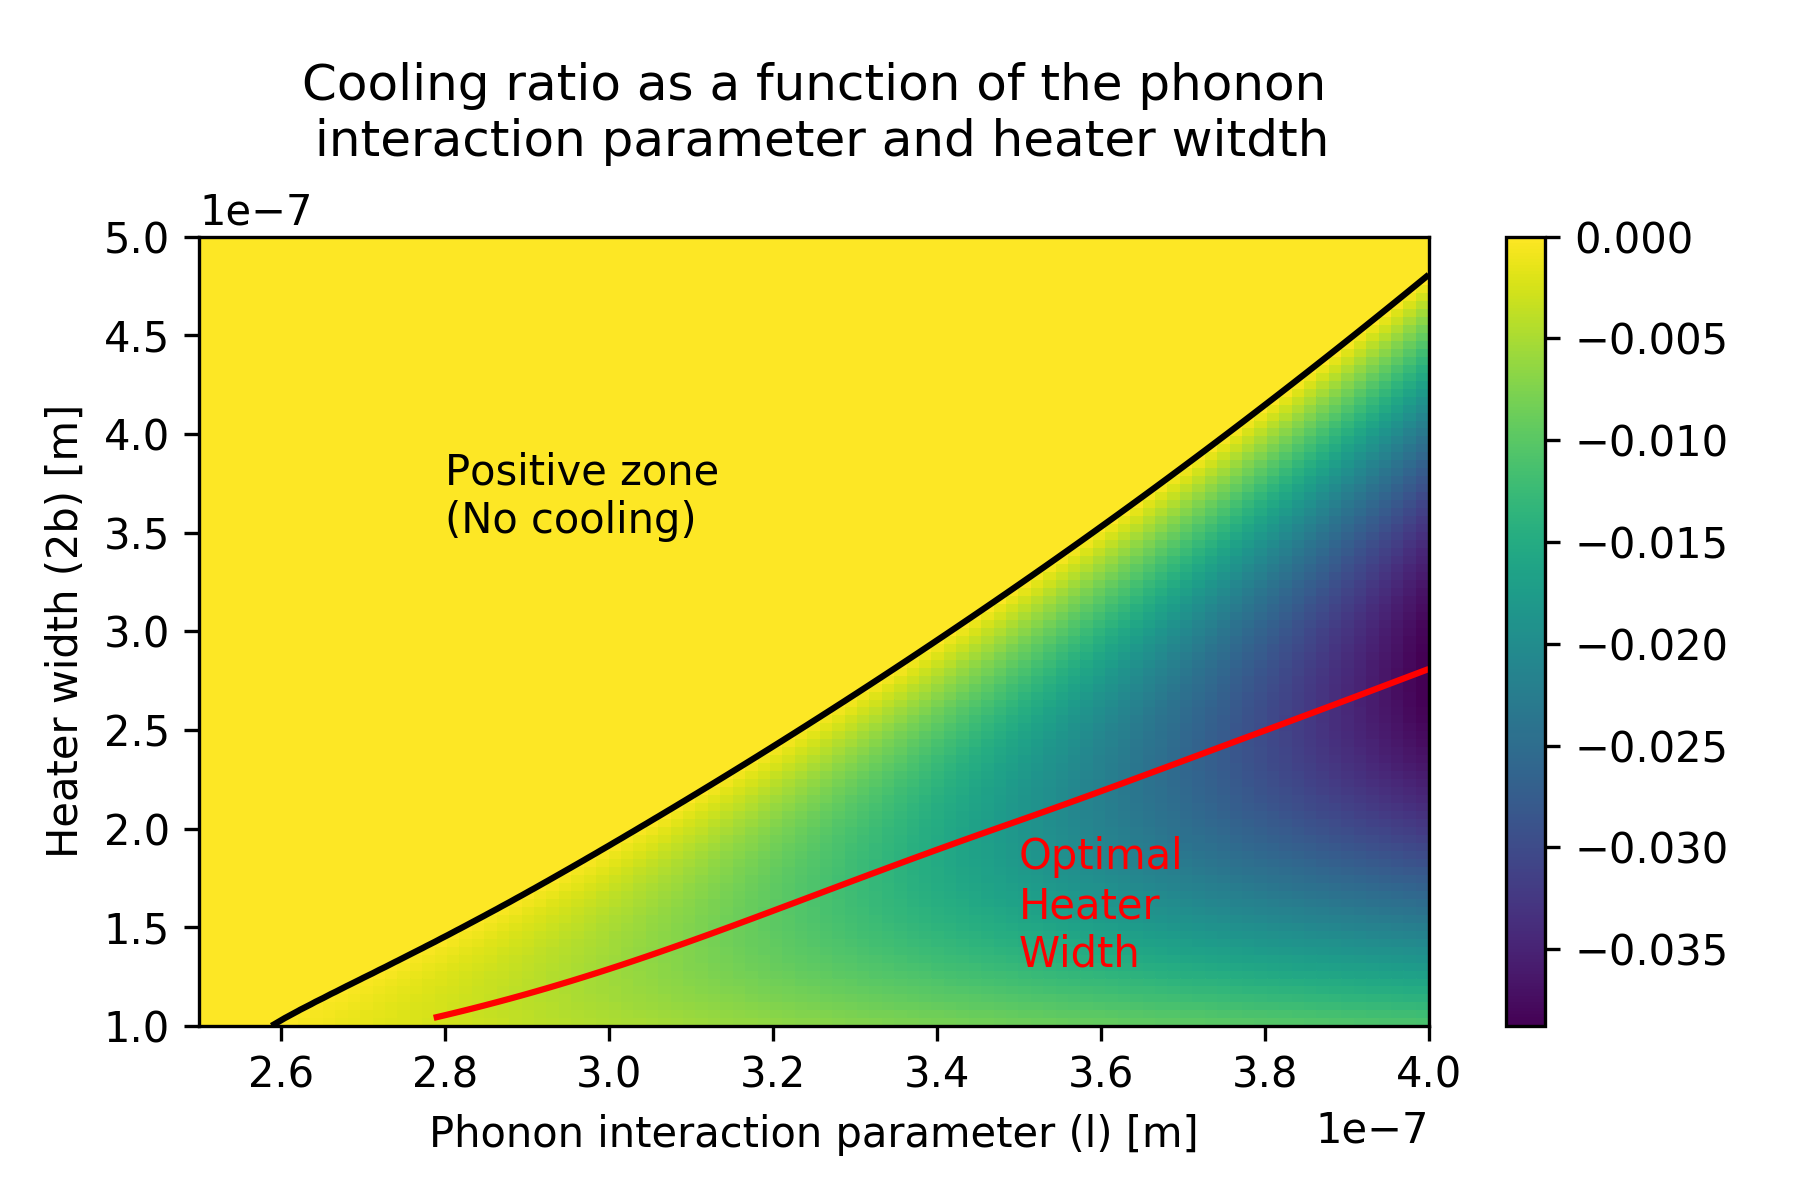 Cooling ratio as a function of the phonon
interaction parameter and heater witdth
1e−7
5.0
4.5
4.0
3.5
3.0
2.5
2.0
1.5
1.0
Heater width (2b) [m]
Positive zone
(No cooling)
Optimal
Heater
Width
2.6 2.8 3.0 3.2 3.4 3.6 3.8 4.0
Phonon interaction parameter (l) [m]
1e−7
0.000
−0.005
−0.010
−0.015
−0.020
−0.025
−0.030
−0.035